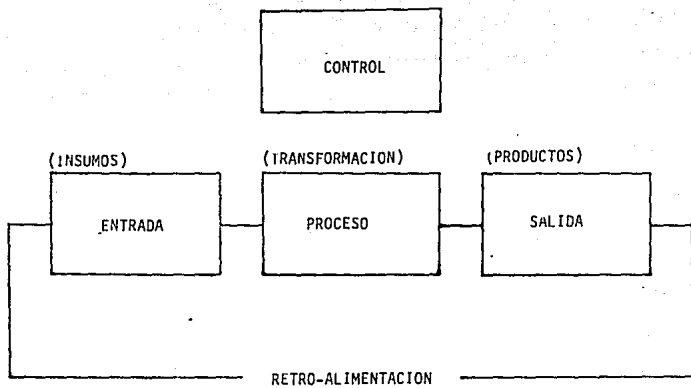 CONTROL
(INSUMOS) (TRANSFORMACION) (PRODUCTOS)
ENTRADA PROCESO SALIDA
RETRO-ALIMENTACION